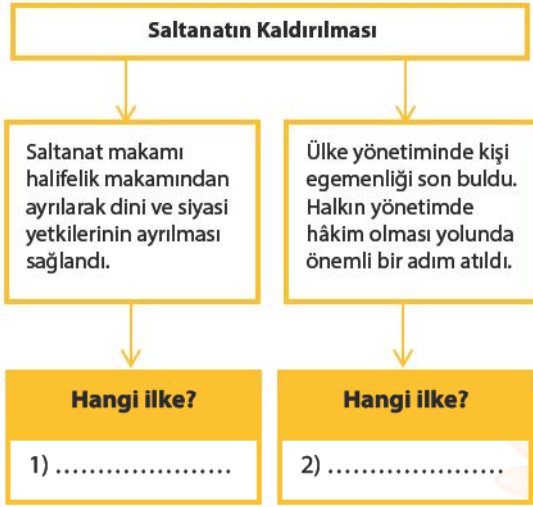 Saltanatın Kaldırılması
Saltanat makamı
halifelik makamından
ayrılarak dini ve siyasi
yetkilerinin ayrılması
sağlandı.
Ülke yönetiminde kişi
egemenliği son buldu.
Halkın yönetimde
hâkim olması yolunda
önemli bir adım atıldı.
Hangi ilke?
1) .....................
Hangi ilke?
2) .....................